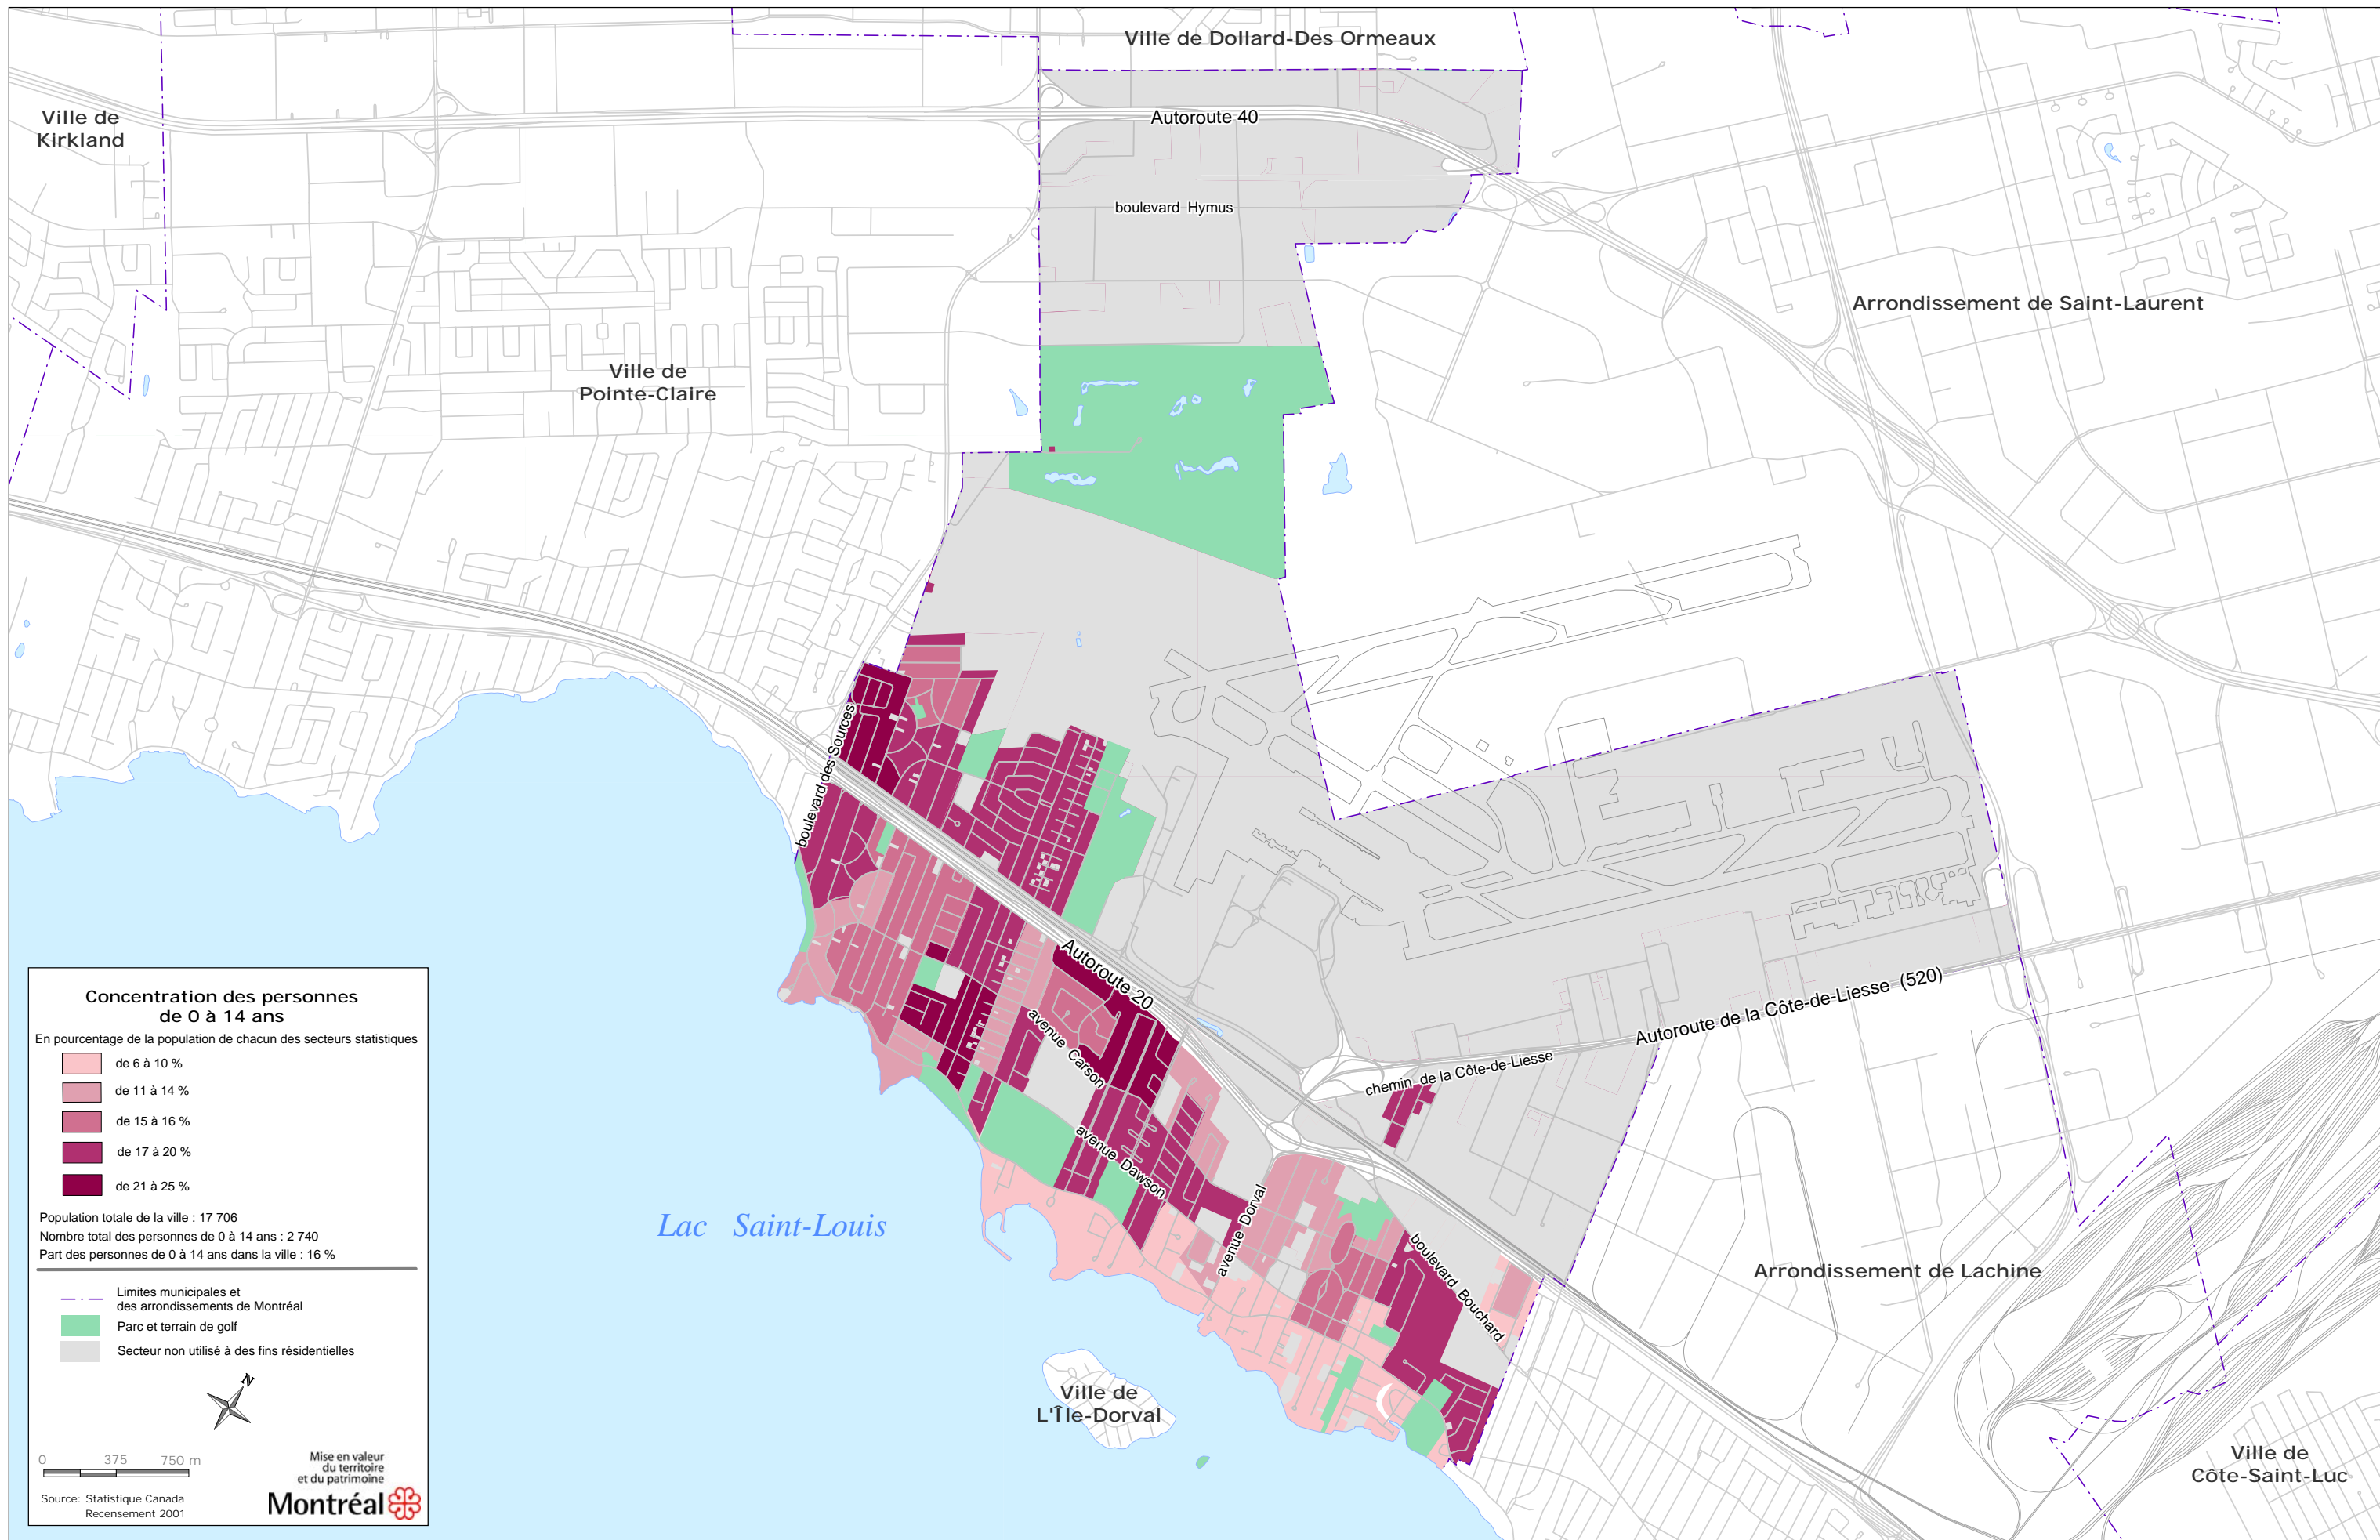 Ville de Dollard-Des Ormeaux
Autoroute 40
Ville de
Kirkland
boulevard Hymus
Arrondissement de Saint-Laurent
Ville de
Pointe-Claire
boulevard des Sources
Autoroute 20
avenue Carson
avenue Dawson
avenue Dorval
boulevard Bouchard
chemin de la Côte-de-Liesse
Autoroute de la Côte-de-Liesse (520)
Arrondissement de Lachine
Lac Saint-Louis
Ville de
L'Île-Dorval
Ville de
Côte-Saint-Luc
Concentration des personnes
de 0 à 14 ans
En pourcentage de la population de chacun des secteurs statistiques
de 6 à 10 %
de 11 à 14 %
de 15 à 16 %
de 17 à 20 %
de 21 à 25 %
Population totale de la ville : 17 706
Nombre total des personnes de 0 à 14 ans : 2 740
Part des personnes de 0 à 14 ans dans la ville : 16 %
Limites municipales et
des arrondissements de Montréal
Parc et terrain de golf
Secteur non utilisé à des fins résidentielles
N
0 375 750 m
Mise en valeur
du territoire
et du patrimoine
Montréal
Source: Statistique Canada
Recensement 2001